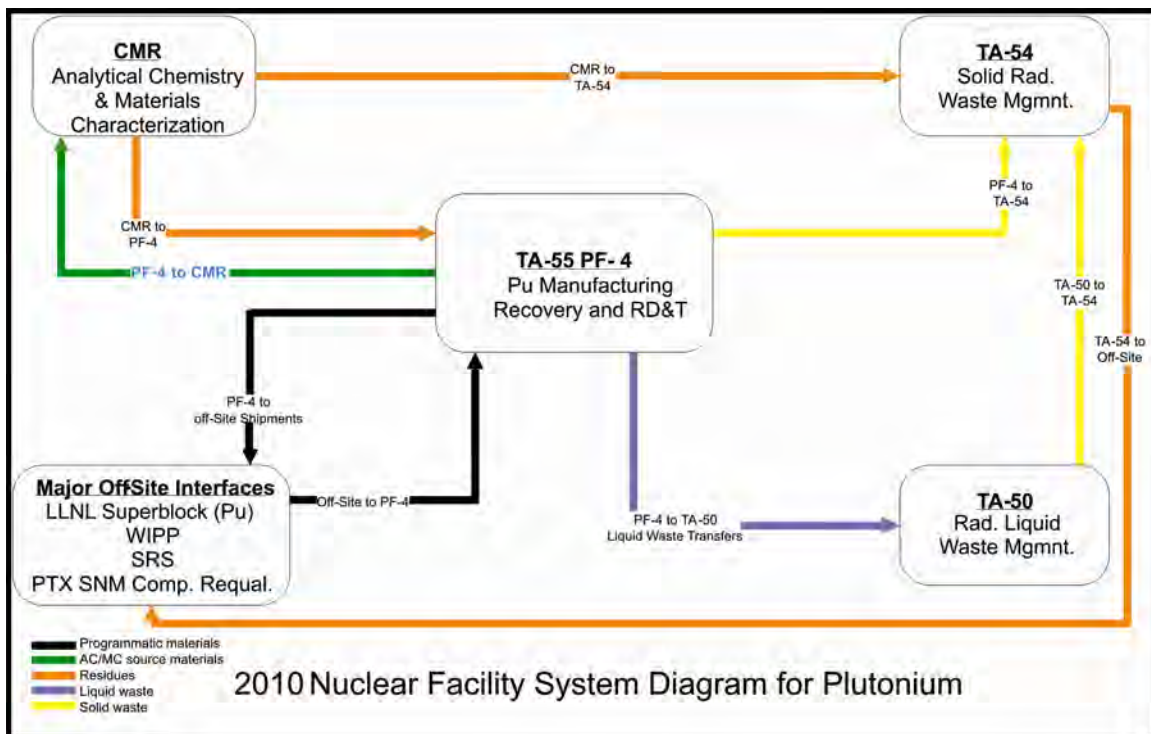 CMR
Analytical Chemistry
& Materials
Characterization
CMR to
TA-54
TA-54
Solid Rad.
Waste Mgmnt.
CMR to
PF-4
PF-4 to CMR
TA-55 PF- 4
Pu Manufacturing
Recovery and RD&T
PF-4 to
TA-54
TA-50 to
TA-54
TA-54 to
Off-Site
PF-4 to
off-Site Shipments
Major OffSite Interfaces
LLNL Superblock (Pu)
WIPP
SRS
PTX SNM Comp. Requal.
Off-Site to PF-4
PF-4 to TA-50
Liquid Waste Transfers
TA-50
Rad. Liquid
Waste Mgmnt.
Programmatic materials
AC/MC source materials
Residues
Liquid waste
Solid waste
2010 Nuclear Facility System Diagram for Plutonium